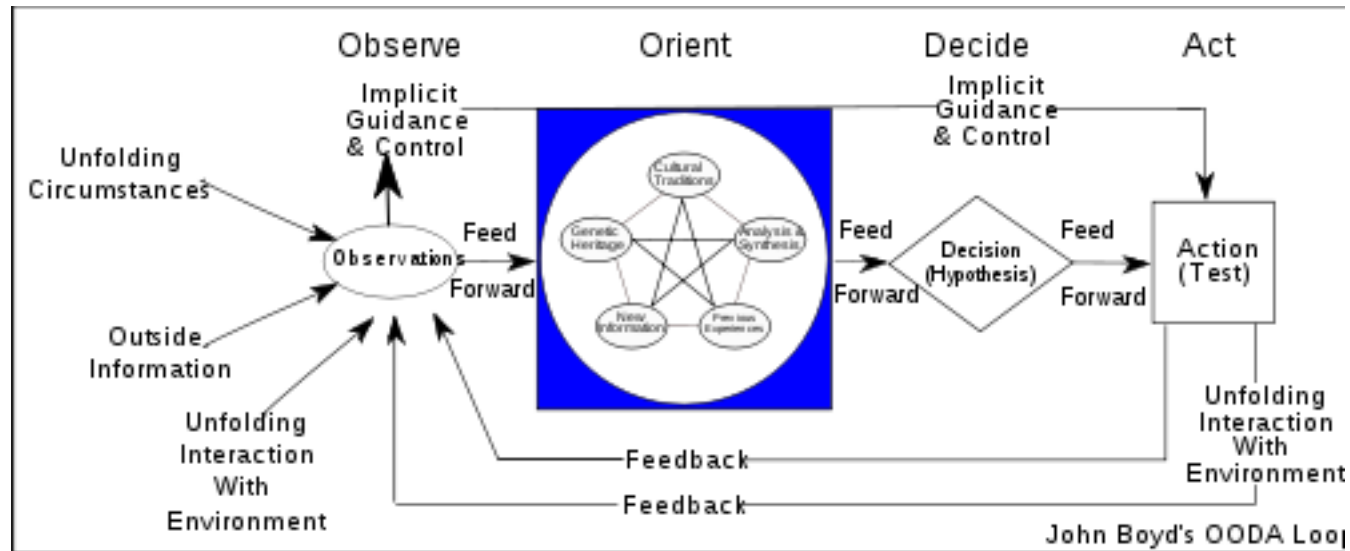 Observe
Orient
Decide
Act
Implicit
Guidance
& Control
Implicit
Guidance
& Control
Unfolding
Circumstances
Cultural
Traditions
Genetic
Heritage
Analysis &
Synthesis
New
Information
Previous
Experiences
Observations
Feed
Forward
Feed
Forward
Decision
(Hypothesis)
Feed
Forward
Action
(Test)
Outside
Information
Unfolding
Interaction
With
Environment
Unfolding
Interaction
With
Environment
Feedback
Feedback
John Boyd's OODA Loop